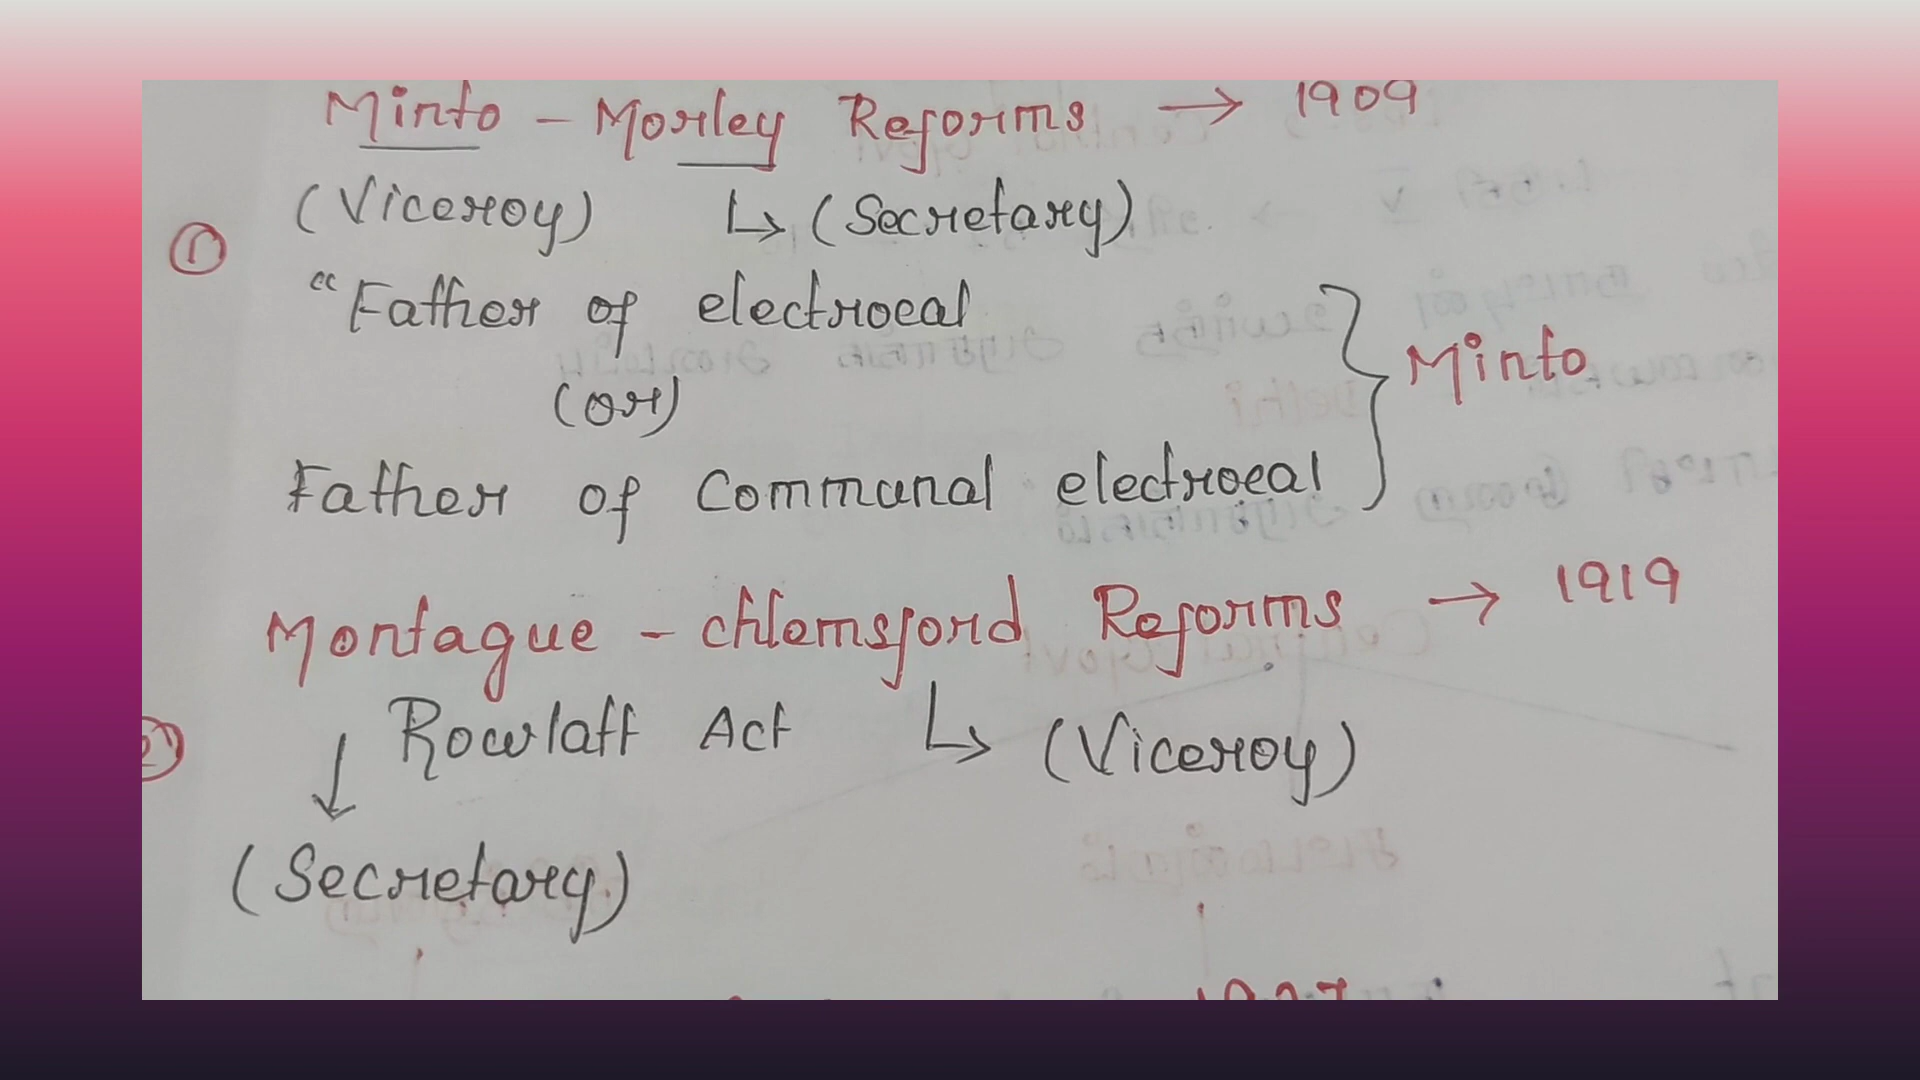 Minto - Morley Reforms → 1909
(Viceroy) ↳ (Secretary)
①
“Father of electroeal
(or)
Father of Communal electroeal
} Minto
Montague - chlemsford Reforms → 1919
Rowlatt Act ↳ (Viceroy)
②
↓
(Secretary)